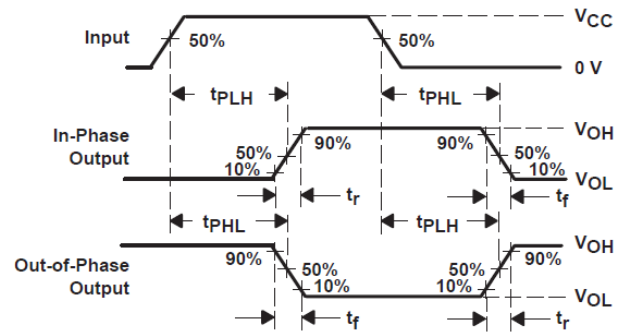 Input
50%
50%
VCC
0 V
tPLH
tPHL
In-Phase
Output
50%
10%
90%
90%
50%
10%
VOH
VOL
tr
tf
tPHL
tPLH
Out-of-Phase
Output
90%
50%
10%
50%
10%
90%
VOH
VOL
tf
tr